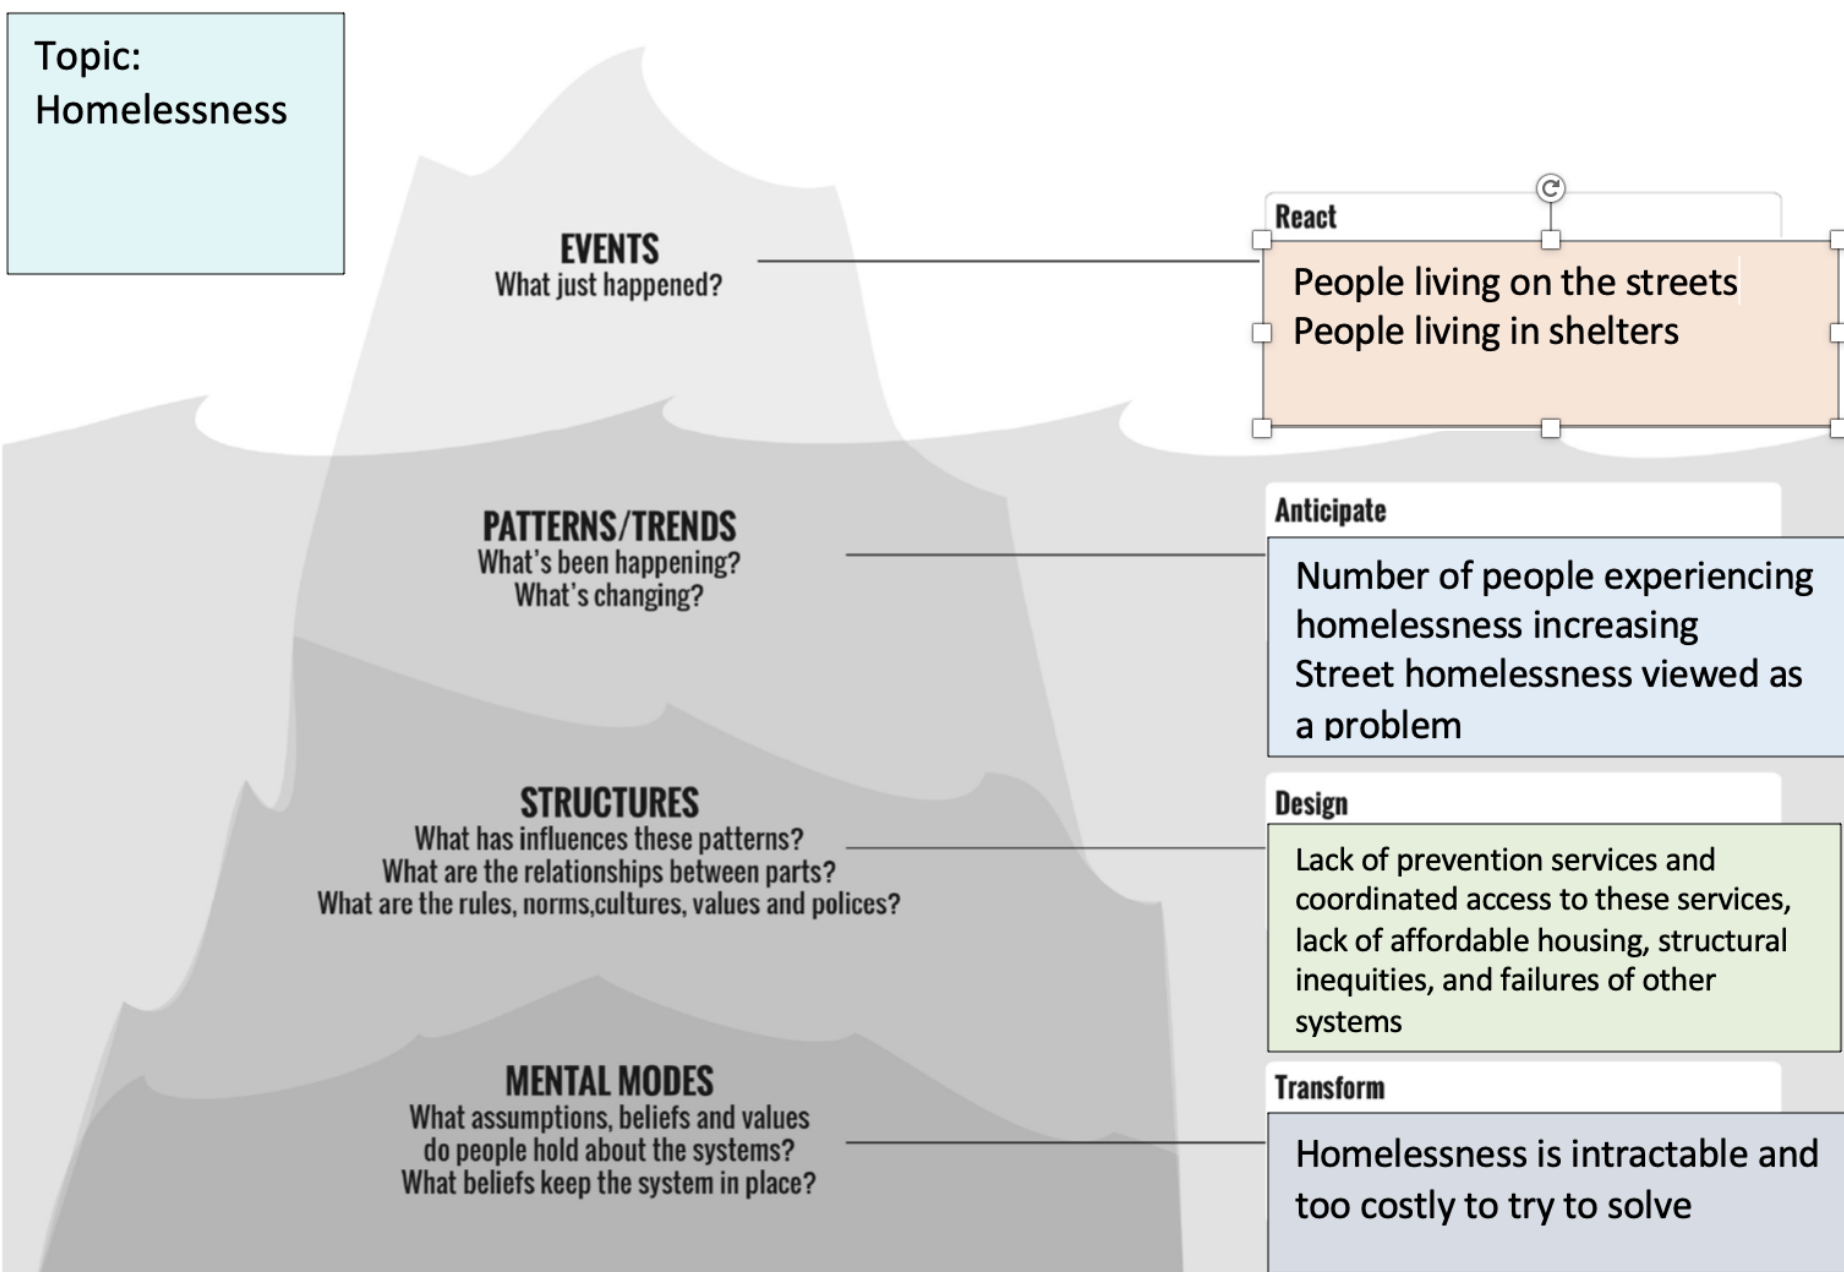 Topic:
Homelessness
EVENTS
What just happened?
React
People living on the streets
People living in shelters
PATTERNS/TRENDS
What's been happening?
What's changing?
Anticipate
Number of people experiencing
homelessness increasing
Street homelessness viewed as
a problem
STRUCTURES
What has influences these patterns?
What are the relationships between parts?
What are the rules, norms,cultures, values and polices?
Design
Lack of prevention services and
coordinated access to these services,
lack of affordable housing, structural
inequities, and failures of other
systems
MENTAL MODES
What assumptions, beliefs and values
do people hold about the systems?
What beliefs keep the system in place?
Transform
Homelessness is intractable and
too costly to try to solve